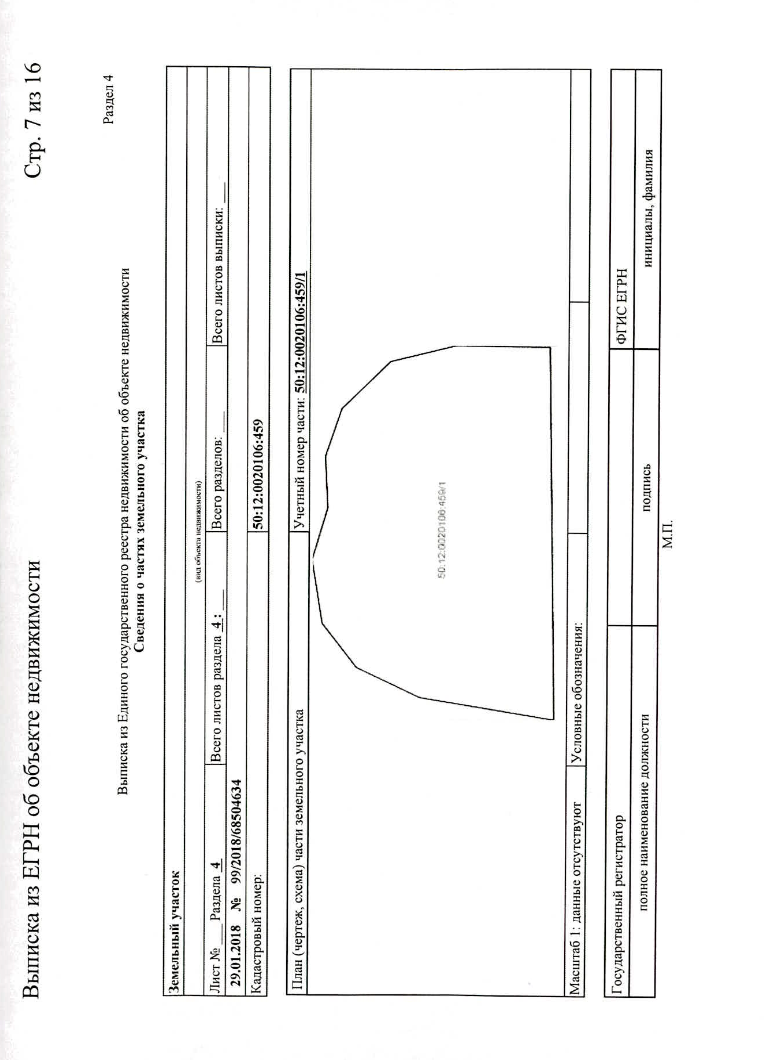 Выписка из ЕГРН об объекте недвижимости
Стр. 7 из 16
Раздел 4
Выписка из Единого государственного реестра недвижимости об объекте недвижимости
Сведения о частях земельного участка
Земельный участок
(вид объекта недвижимости)
Лист № ___ Раздела 4
Всего листов раздела 4 : ___
Всего разделов: ___
Всего листов выписки: ___
29.01.2018 № 99/2018/68504634
Кадастровый номер:
50:12:0020106:459
План (чертеж, схема) части земельного участка
Учетный номер части: 50:12:0020106:459/1
50:12:0020106:459/1
Масштаб 1: данные отсутствуют
Условные обозначения:
Государственный регистратор
ФГИС ЕГРН
полное наименование должности
подпись
инициалы, фамилия
М.П.